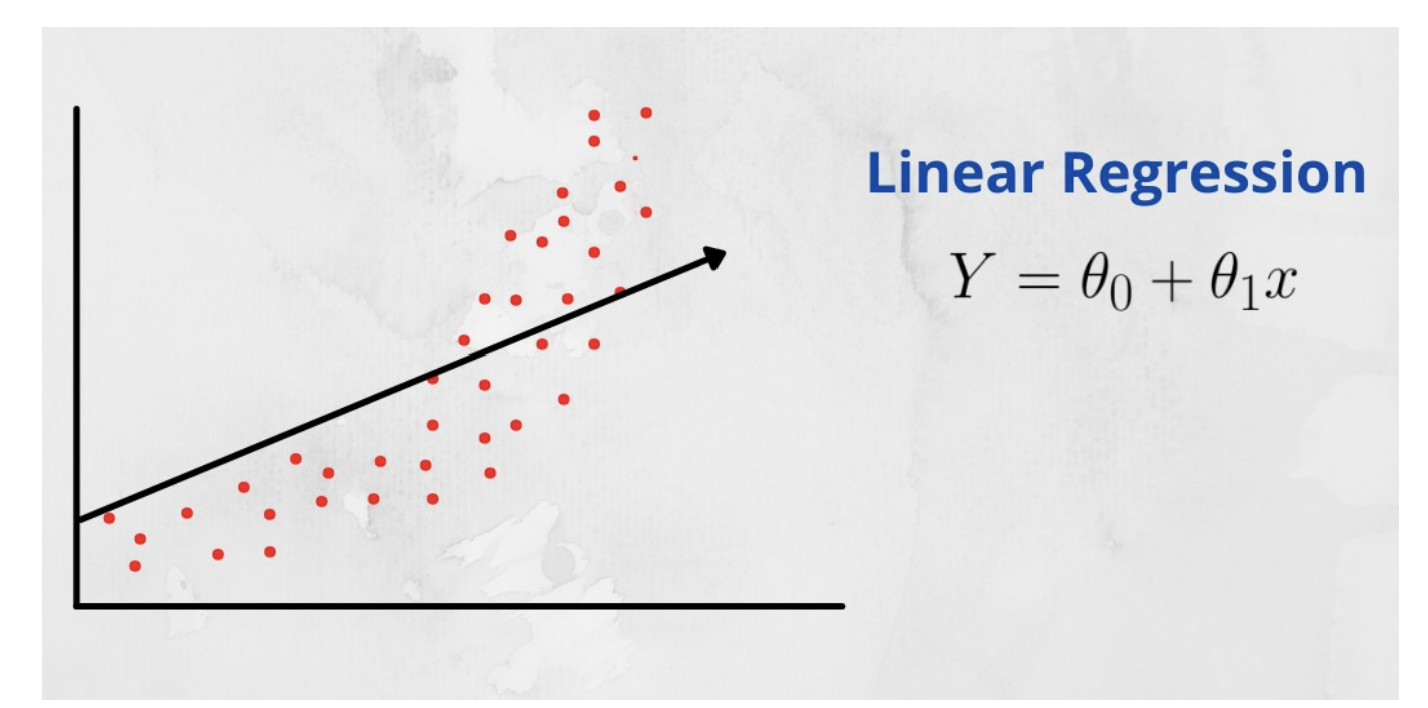 Linear Regression
Y = θ₀ + θ₁x